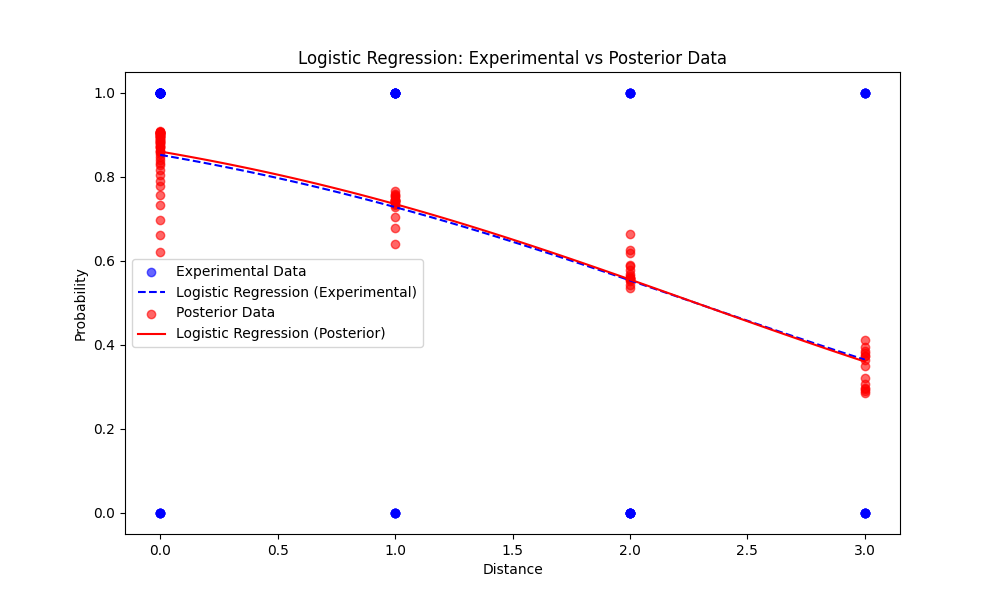 Logistic Regression: Experimental vs Posterior Data
1.0
0.8
0.6
0.4
0.2
0.0
Probability
Experimental Data
Logistic Regression (Experimental)
Posterior Data
Logistic Regression (Posterior)
0.0 0.5 1.0 1.5 2.0 2.5 3.0
Distance